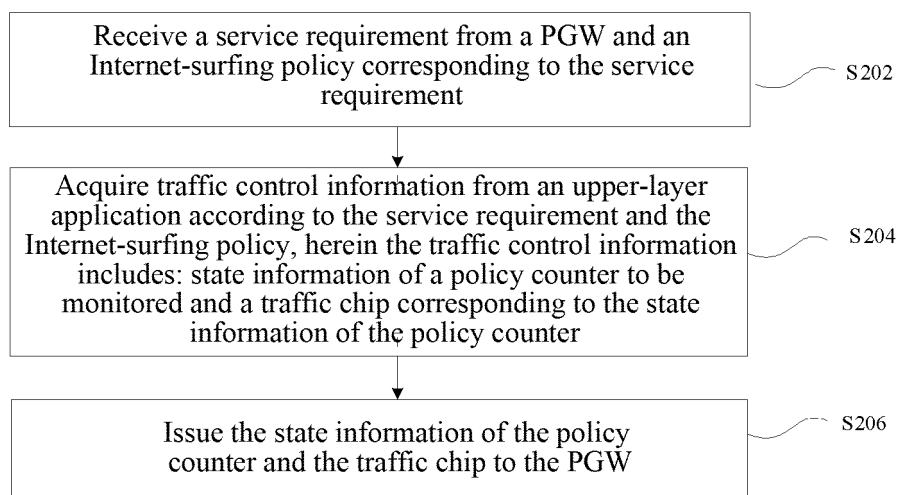 Receive a service requirement from a PGW and an
Internet-surfing policy corresponding to the service
requirement
S202
Acquire traffic control information from an upper-layer
application according to the service requirement and the
Internet-surfing policy, herein the traffic control information
includes: state information of a policy counter to be
monitored and a traffic chip corresponding to the state
information of the policy counter
S204
Issue the state information of the policy
counter and the traffic chip to the PGW
S206